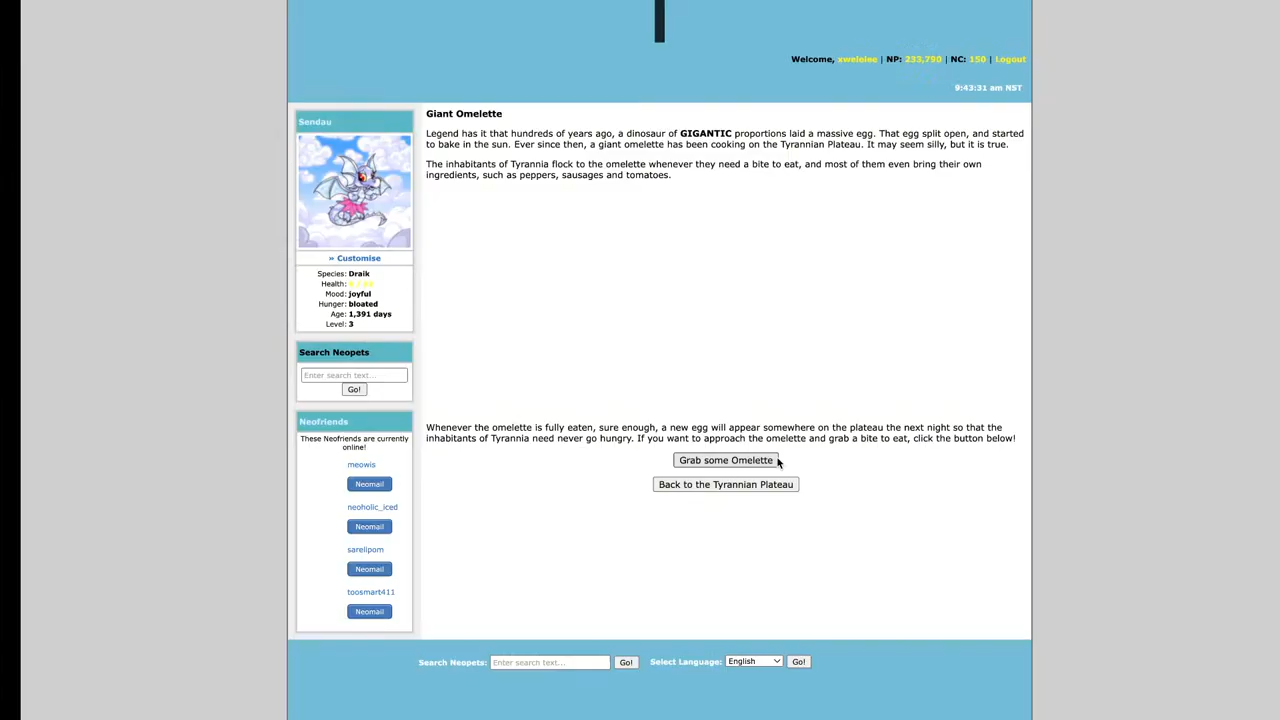 Welcome, xweloine | NP: 233,790 | NC: 150 | Logout
9:43:31 am NST
Sendau
» Customise
Species: Draik
Health:
Mood: joyful
Hunger: bloated
Age: 1,391 days
Level: 3
Search Neopets
Enter search text...
Go!
Neofriends
These Neofriends are currently
online!
meowis
Neomail
neoholic_iced
Neomail
sarellpom
Neomail
toosmart411
Neomail
Giant Omelette
Legend has it that hundreds of years ago, a dinosaur of GIGANTIC proportions laid a massive egg. That egg split open, and started
to bake in the sun. Ever since then, a giant omelette has been cooking on the Tyrannian Plateau. It may seem silly, but it is true.
The inhabitants of Tyrannia flock to the omelette whenever they need a bite to eat, and most of them even bring their own
ingredients, such as peppers, sausages and tomatoes.
Whenever the omelette is fully eaten, sure enough, a new egg will appear somewhere on the plateau the next night so that the
inhabitants of Tyrannia need never go hungry. If you want to approach the omelette and grab a bite to eat, click the button below!
Grab some Omelette
Back to the Tyrannian Plateau
Search Neopets: Enter search text... Go! Select Language: English Go!